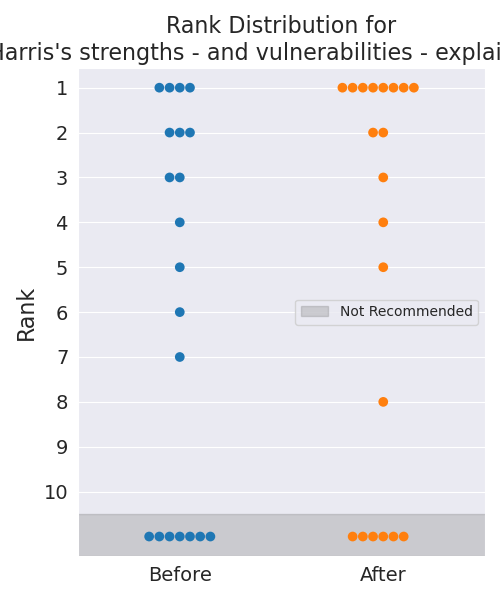 Rank Distribution for
Harris's strengths - and vulnerabilities - explai
1
2
3
4
5
6
7
8
9
10
Rank
Not Recommended
Before
After